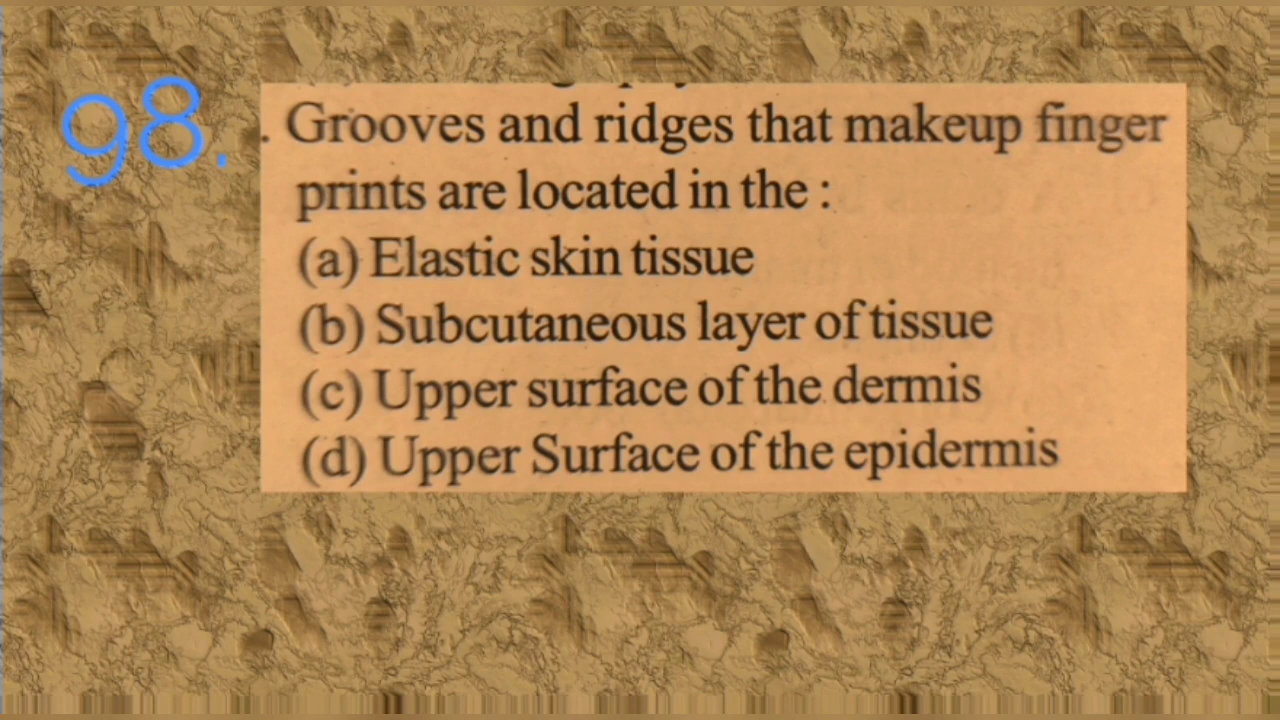 98.
. Grooves and ridges that makeup finger
prints are located in the :
(a) Elastic skin tissue
(b) Subcutaneous layer of tissue
(c) Upper surface of the dermis
(d) Upper Surface of the epidermis